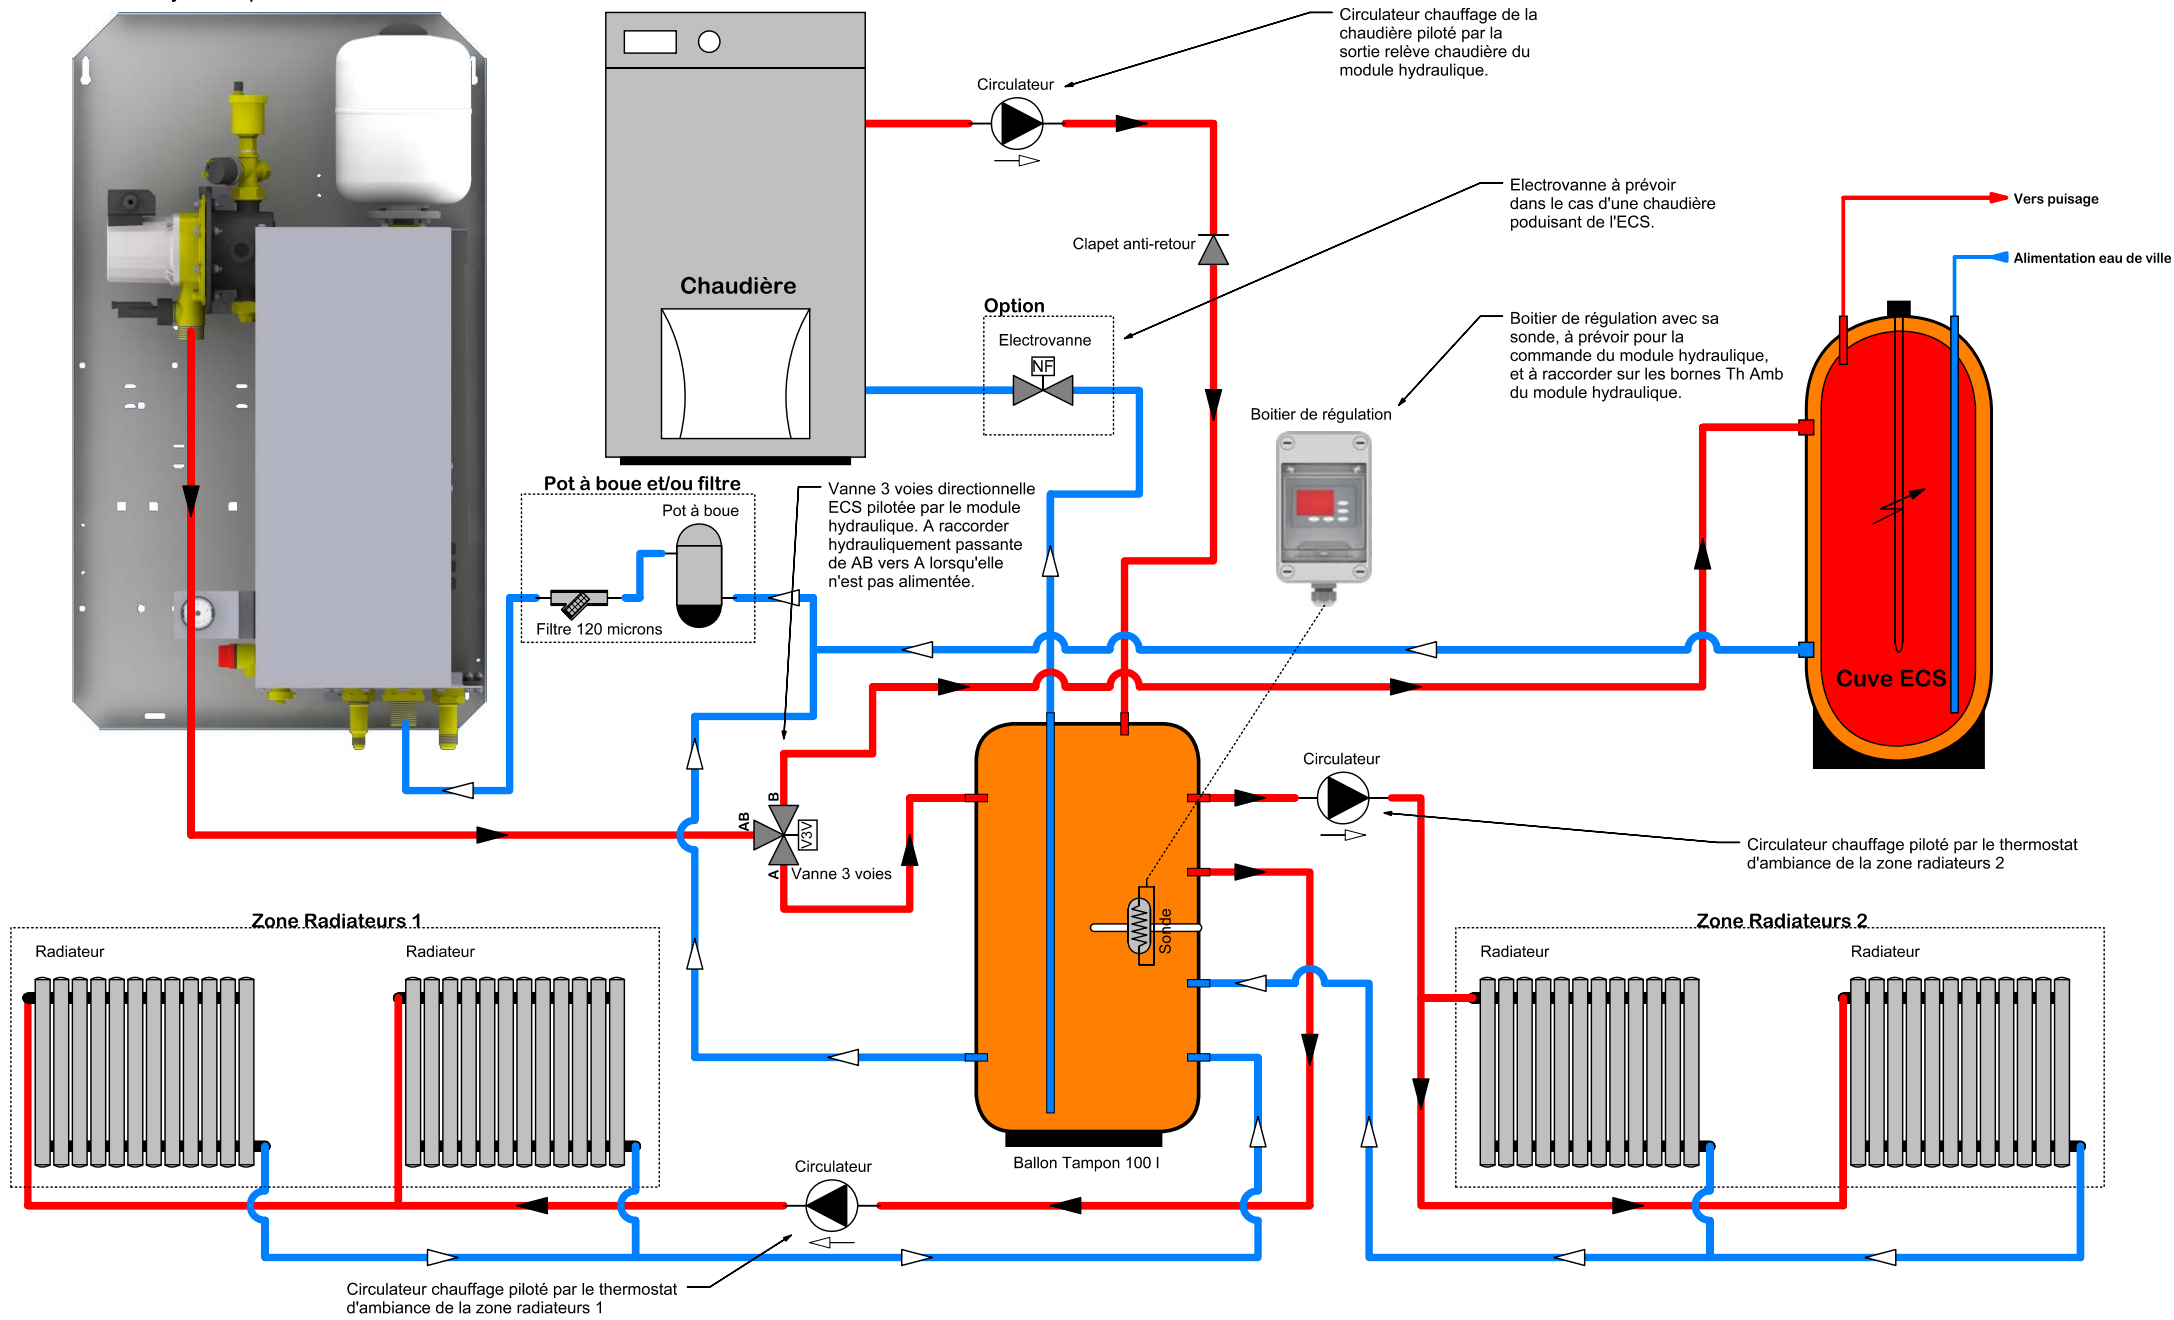 Circulateur chauffage de la
chaudière piloté par la
sortie relève chaudière du
module hydraulique.
Circulateur
Electrovanne à prévoir
dans le cas d'une chaudière
poduisant de l'ECS.
Vers puisage
Clapet anti-retour
Alimentation eau de ville
Chaudière
Option
Electrovanne
NF
Boitier de régulation avec sa
sonde, à prévoir pour la
commande du module hydraulique,
et à raccorder sur les bornes Th Amb
du module hydraulique.
Boitier de régulation
Pot à boue et/ou filtre
Pot à boue
Filtre 120 microns
Vanne 3 voies directionnelle
ECS pilotée par le module
hydraulique. A raccorder
hydrauliquement passante
de AB vers A lorsqu'elle
n'est pas alimentée.
Cuve ECS
Circulateur
B
AB
V3V
A
Vanne 3 voies
Circulateur chauffage piloté par le thermostat
d'ambiance de la zone radiateurs 2
Sonde
Zone Radiateurs 1
Radiateur
Radiateur
Zone Radiateurs 2
Radiateur
Radiateur
Ballon Tampon 100 l
Circulateur
Circulateur chauffage piloté par le thermostat
d'ambiance de la zone radiateurs 1